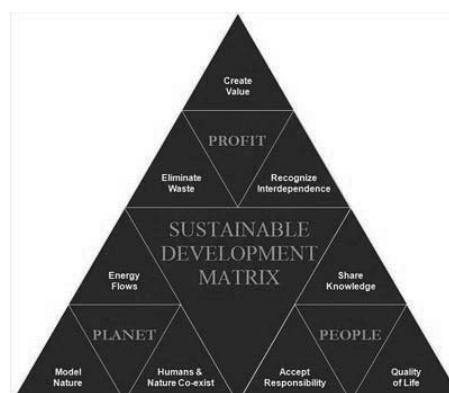 Create
Value
PROFIT
Eliminate
Waste
Recognize
Interdependence
SUSTAINABLE
DEVELOPMENT
MATRIX
Energy
Flows
Share
Knowledge
PLANET
PEOPLE
Model
Nature
Humans &
Nature Co-exist
Accept
Responsibility
Quality
of Life